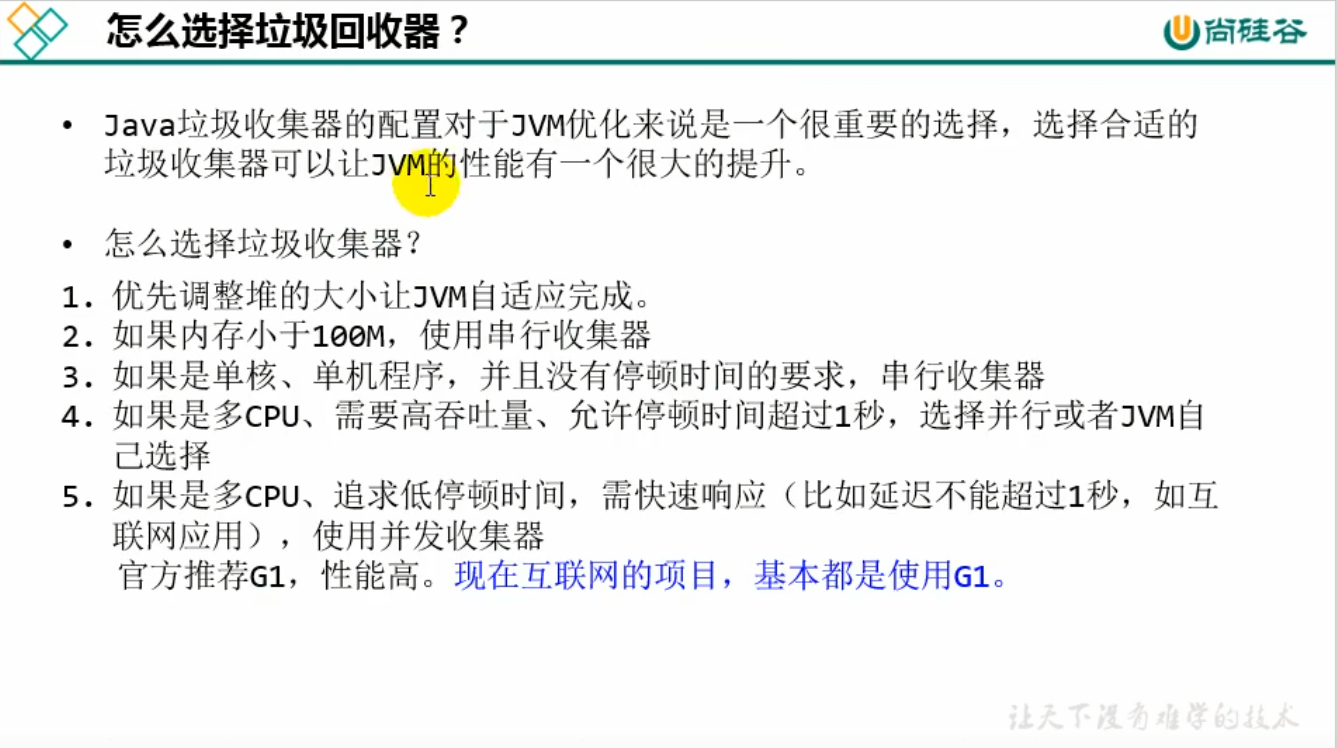 怎么选择垃圾回收器？
尚硅谷
• Java垃圾收集器的配置对于JVM优化来说是一个很重要的选择，选择合适的
垃圾收集器可以让JVM的性能有一个很大的提升。
• 怎么选择垃圾收集器？
1. 优先调整堆的大小让JVM自适应完成。
2. 如果内存小于100M，使用串行收集器
3. 如果是单核、单机程序，并且没有停顿时间的要求，串行收集器
4. 如果是多CPU、需要高吞吐量、允许停顿时间超过1秒，选择并行或者JVM自
己选择
5. 如果是多CPU、追求低停顿时间，需快速响应（比如延迟不能超过1秒，如互
联网应用），使用并发收集器
官方推荐G1，性能高。现在互联网的项目，基本都是使用G1。
让天下没有难学的技术